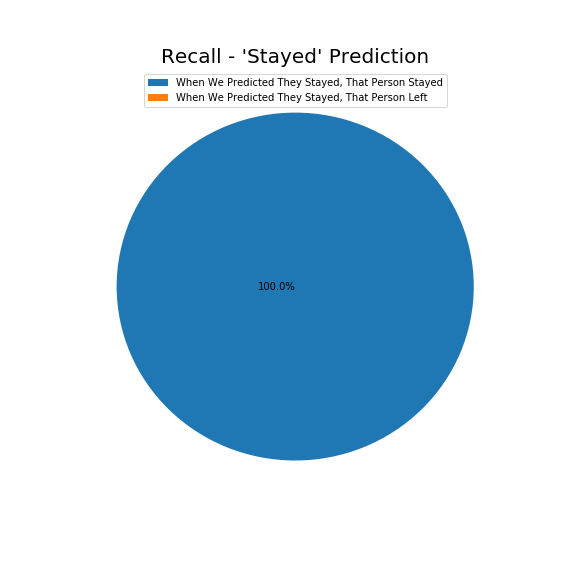 Recall - 'Stayed' Prediction
When We Predicted They Stayed, That Person Stayed
When We Predicted They Stayed, That Person Left
100.0%